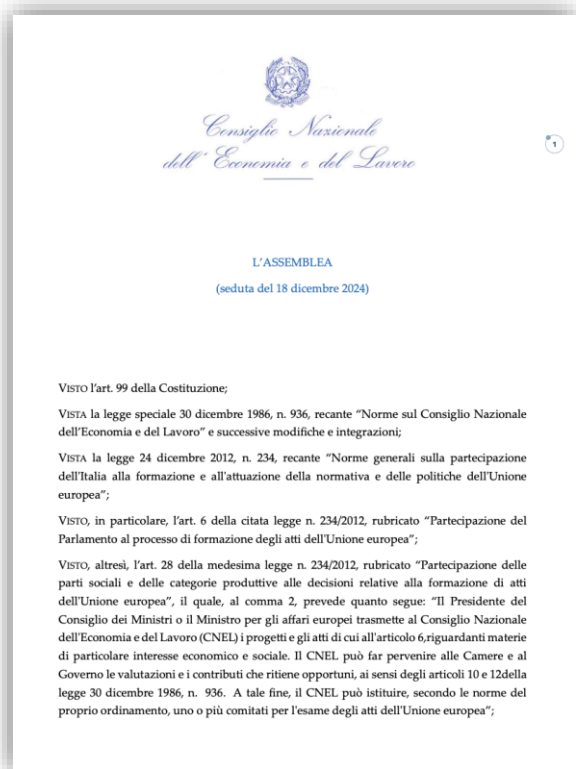 Consiglio Nazionale
dell'Economia e del Lavoro
1
L'ASSEMBLEA
(seduta del 18 dicembre 2024)
VISTO l'art. 99 della Costituzione;
VISTA la legge speciale 30 dicembre 1986, n. 936, recante “Norme sul Consiglio Nazionale
dell'Economia e del Lavoro” e successive modifiche e integrazioni;
VISTA la legge 24 dicembre 2012, n. 234, recante “Norme generali sulla partecipazione
dell'Italia alla formazione e all'attuazione della normativa e delle politiche dell'Unione
europea”;
VISTO, in particolare, l'art. 6 della citata legge n. 234/2012, rubricato “Partecipazione del
Parlamento al processo di formazione degli atti dell'Unione europea”;
VISTO, altresì, l'art. 28 della medesima legge n. 234/2012, rubricato “Partecipazione delle
parti sociali e delle categorie produttive alle decisioni relative alla formazione di atti
dell'Unione europea”, il quale, al comma 2, prevede quanto segue: “Il Presidente del
Consiglio dei Ministri o il Ministro per gli affari europei trasmette al Consiglio Nazionale
dell'Economia e del Lavoro (CNEL) i progetti e gli atti di cui all'articolo 6,riguardanti materie
di particolare interesse economico e sociale. Il CNEL può far pervenire alle Camere e al
Governo le valutazioni e i contributi che ritiene opportuni, ai sensi degli articoli 10 e 12della
legge 30 dicembre 1986, n. 936. A tale fine, il CNEL può istituire, secondo le norme del
proprio ordinamento, uno o più comitati per l'esame degli atti dell'Unione europea”;